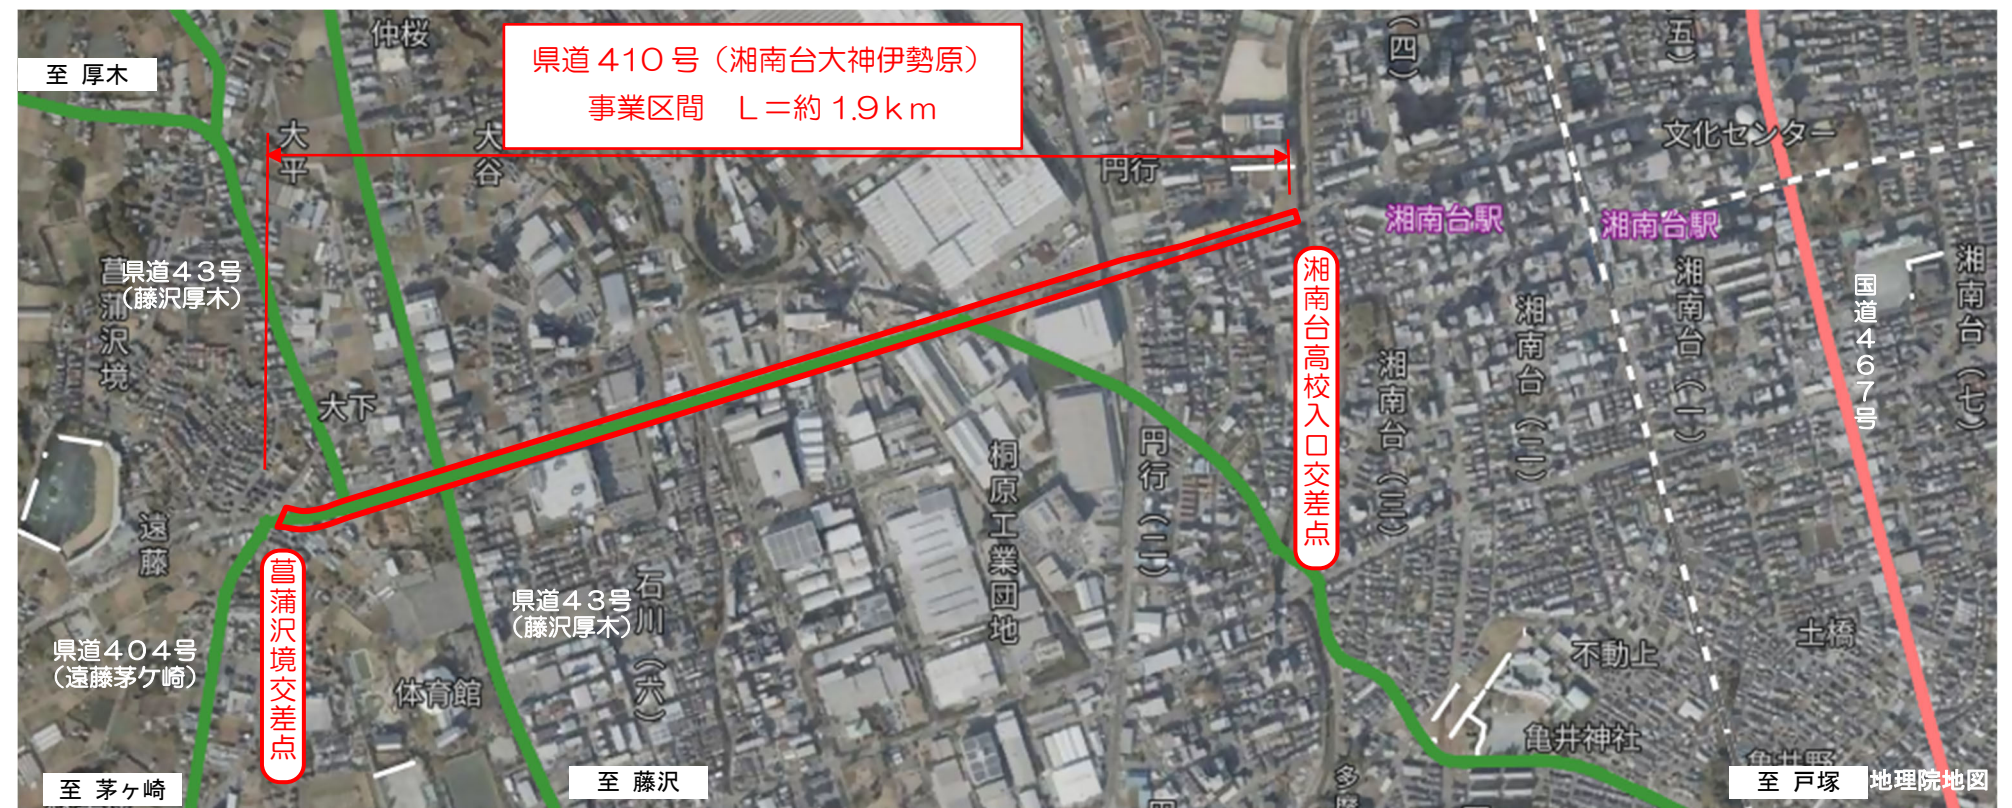 仲桜
(四)
五)
至 厚木
県道410号（湘南台大神伊勢原）
事業区間　L＝約1.9km
大平
大谷
円行
文化センター
湘南台駅
湘南台駅
菖蒲沢境
県道43号
（藤沢厚木）
湘南台高校入口交差点
湘南台（一）
湘南台（二）
湘南台（三）
国道467号
湘南台（七）
大下
桐原工業団地
円行（二）
遠藤
菖蒲沢境交差点
県道43号
（藤沢厚木）
石川（六）
県道404号
（遠藤茅ケ崎）
体育館
不動上
土橋
亀井神社
亀井野
至 茅ヶ崎
至 藤沢
至 戸塚
地理院地図